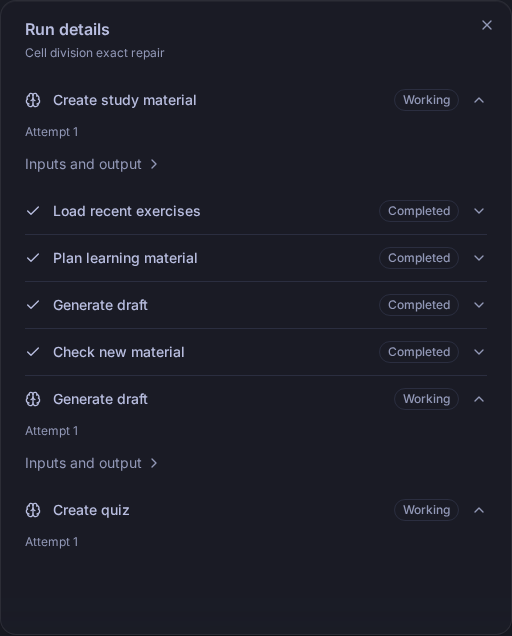 Run details
Cell division exact repair
Create study material
Working
Attempt 1
Inputs and output
Load recent exercises
Completed
Plan learning material
Completed
Generate draft
Completed
Check new material
Completed
Generate draft
Working
Attempt 1
Inputs and output
Create quiz
Working
Attempt 1